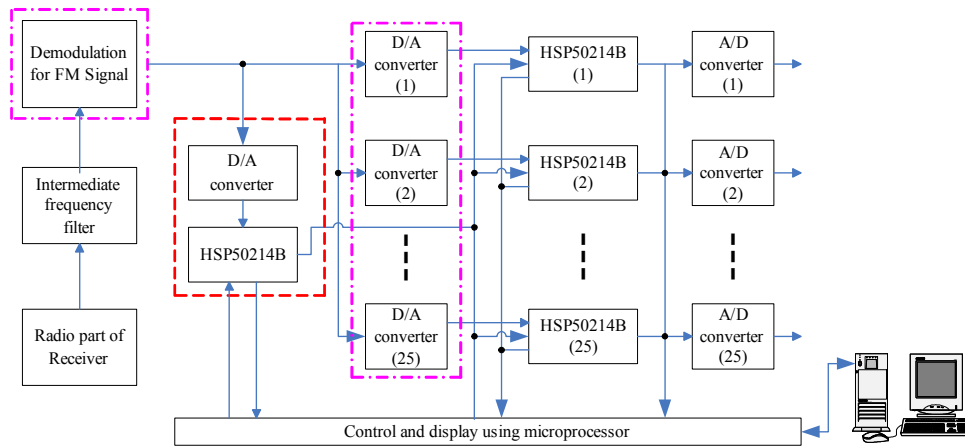 Demodulation
for FM Signal
Intermediate
frequency
filter
Radio part of
Receiver
D/A
converter
HSP50214B
D/A
converter
(1)
D/A
converter
(2)
D/A
converter
(25)
HSP50214B
(1)
HSP50214B
(2)
HSP50214B
(25)
A/D
converter
(1)
A/D
converter
(2)
A/D
converter
(25)
Control and display using microprocessor